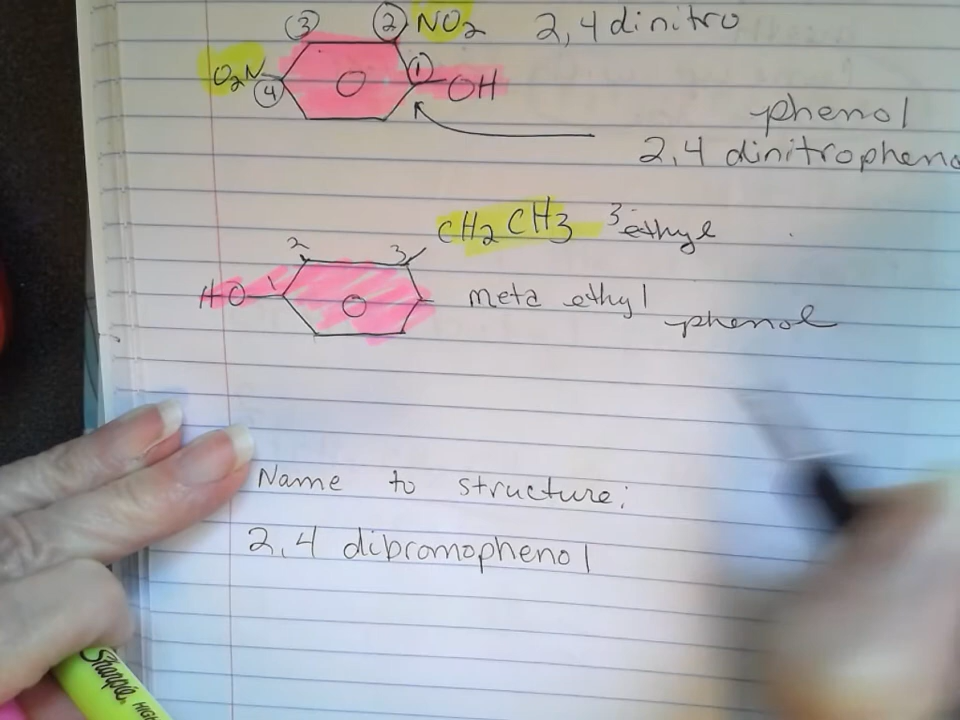 ③ ② NO2 2,4 dinitro
O2N ④ ① OH
phenol
2,4 dinitropheno
CH2CH3 3 ethyl
2 3
HO 1 meta ethyl
phenol
Name to structure;
2,4 dibromophenol
Sharpie